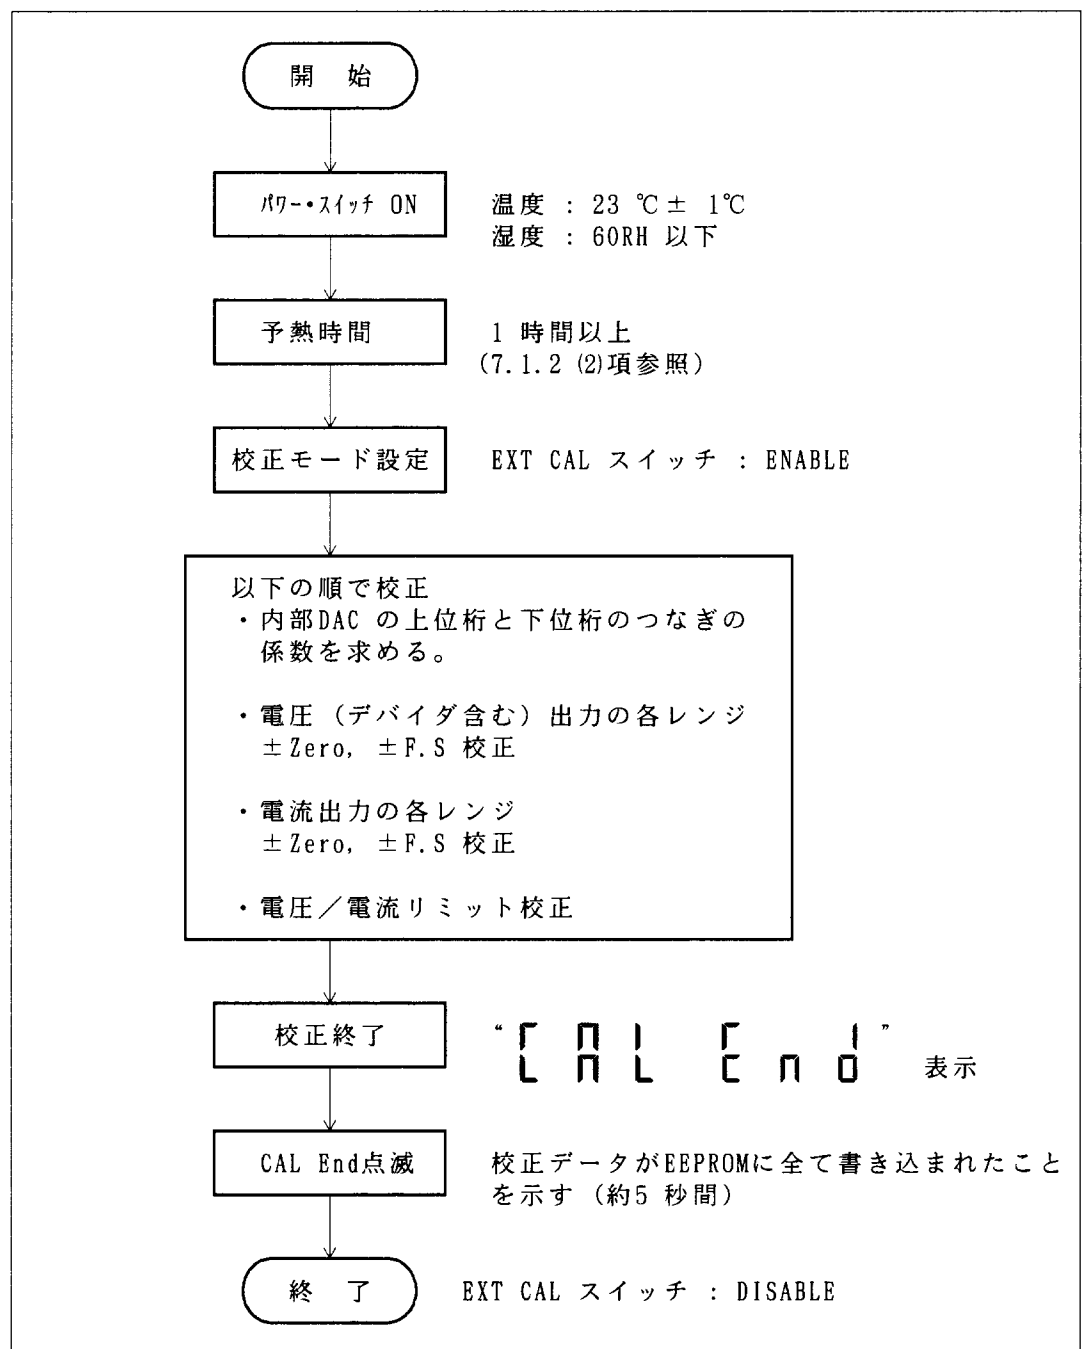 開 始
パワー・スイッチ ON
温度 : 23 ℃± 1℃
湿度 : 60RH 以下
予熱時間
1 時間以上
(7.1.2 (2)項参照)
校正モード設定
EXT CAL スイッチ : ENABLE
以下の順で校正
・内部DAC の上位桁と下位桁のつなぎの
係数を求める。
・電圧 (デバイダ含む) 出力の各レンジ
±Zero, ±F.S 校正
・電流出力の各レンジ
±Zero, ±F.S 校正
・電圧／電流リミット校正
校正終了
“CAL End” 表示
CAL End点滅
校正データがEEPROMに全て書き込まれたこと
を示す (約5 秒間)
終 了
EXT CAL スイッチ : DISABLE